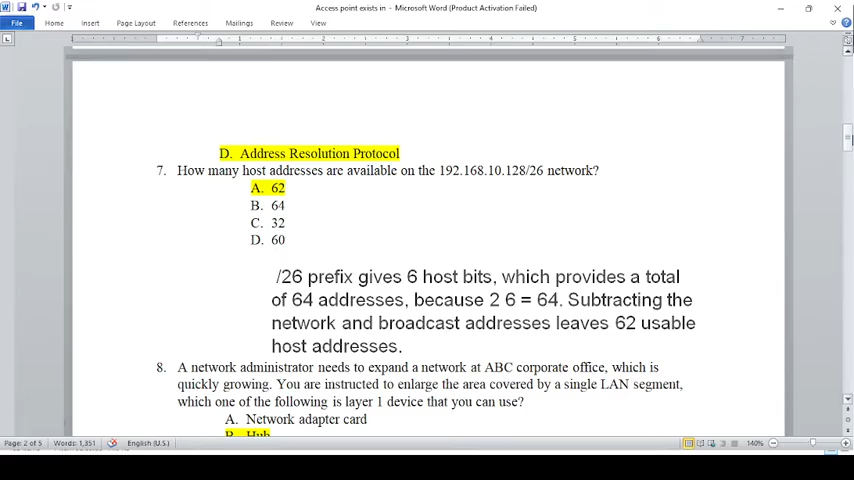 Access point exists in - Microsoft Word (Product Activation Failed)
File Home Insert Page Layout References Mailings Review View
D. Address Resolution Protocol
7. How many host addresses are available on the 192.168.10.128/26 network?
A. 62
B. 64
C. 32
D. 60
/26 prefix gives 6 host bits, which provides a total
of 64 addresses, because 2 6 = 64. Subtracting the
network and broadcast addresses leaves 62 usable
host addresses.
8. A network administrator needs to expand a network at ABC corporate office, which is
quickly growing. You are instructed to enlarge the area covered by a single LAN segment,
which one of the following is layer 1 device that you can use?
A. Network adapter card
B. Hub
Page: 2 of 5 Words: 1,351 English (U.S.) 140%